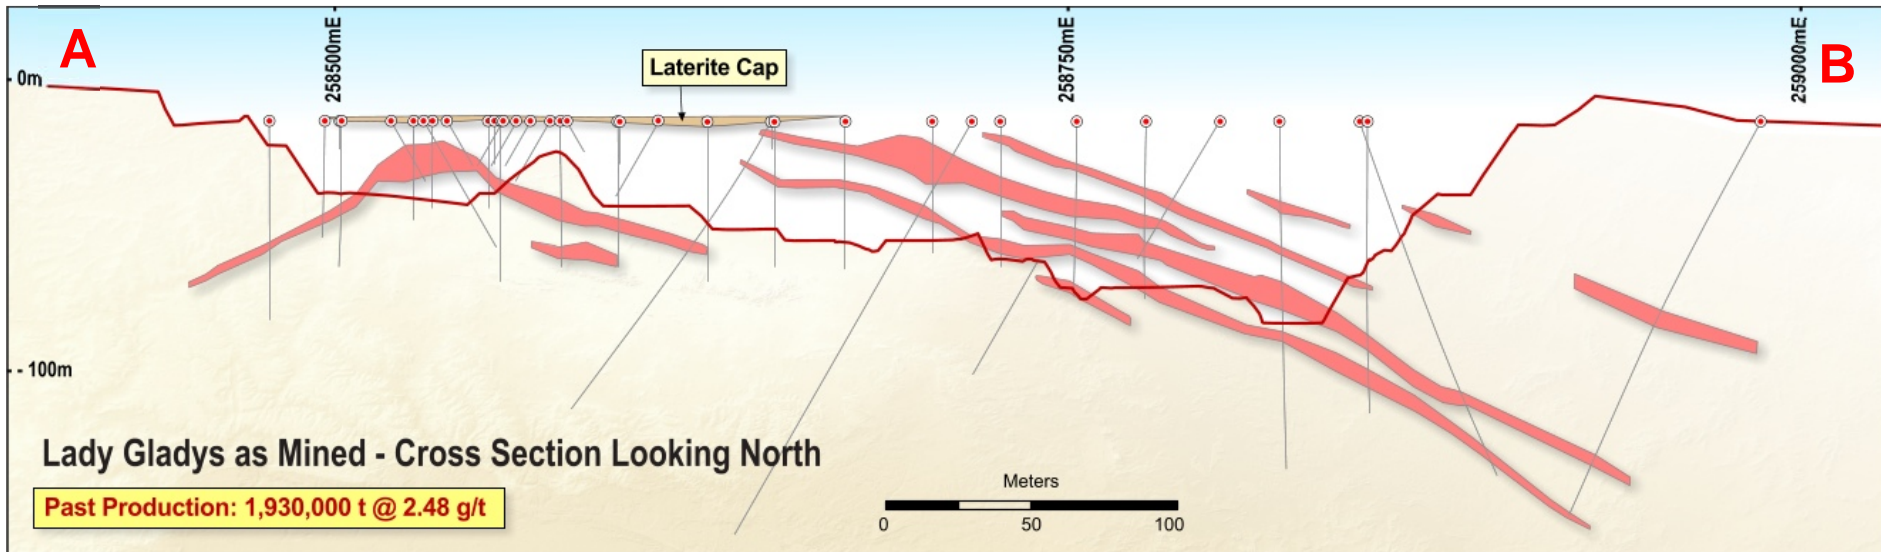 A
258500mE
258750mE
259000mE
B
0m
Laterite Cap
- 100m
Lady Gladys as Mined - Cross Section Looking North
Past Production: 1,930,000 t @ 2.48 g/t
Meters
0 50 100